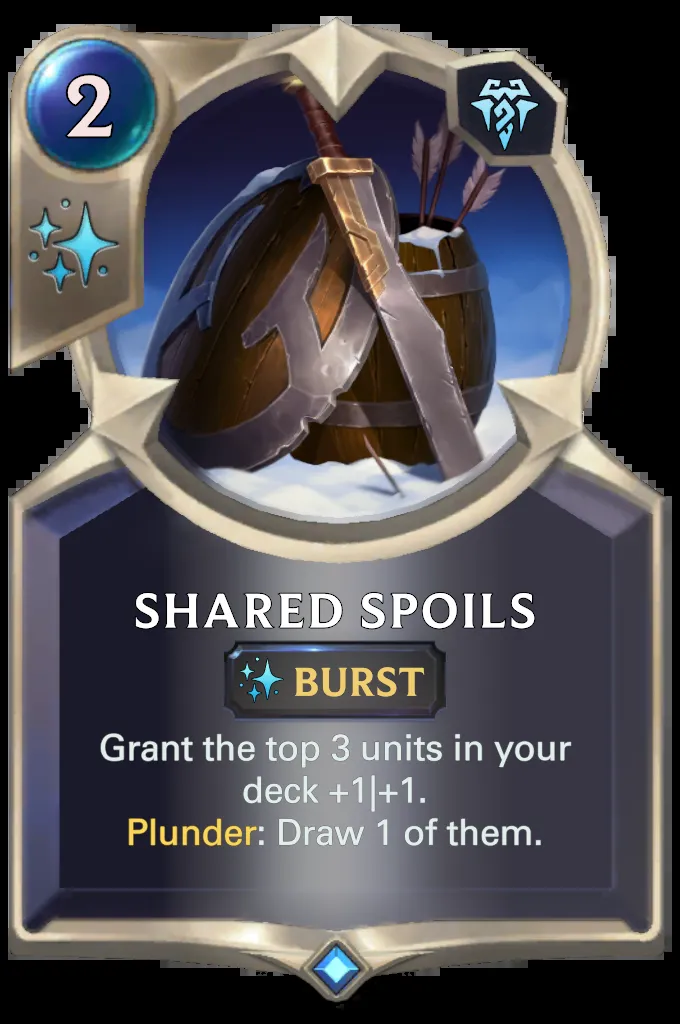 2
SHARED SPOILS
BURST
Grant the top 3 units in your
deck +1|+1.
Plunder: Draw 1 of them.